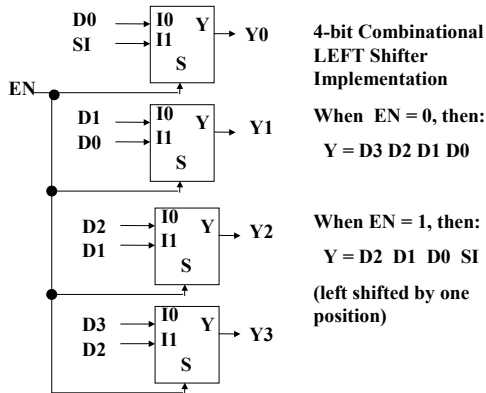 D0 I0 Y Y0
SI I1
S
EN
D1 I0 Y Y1
D0 I1
S
D2 I0 Y Y2
D1 I1
S
D3 I0 Y Y3
D2 I1
S
4-bit Combinational
LEFT Shifter
Implementation
When EN = 0, then:
Y = D3 D2 D1 D0
When EN = 1, then:
Y = D2 D1 D0 SI
(left shifted by one
position)